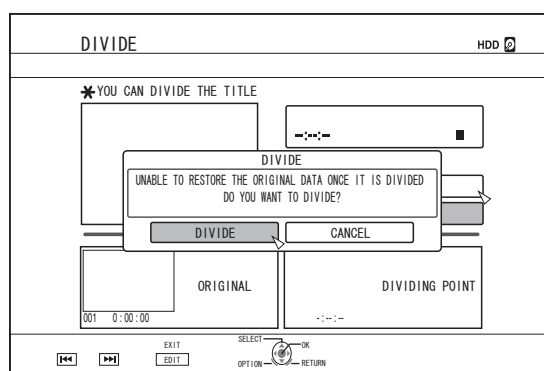 DIVIDE
HDD
*YOU CAN DIVIDE THE TITLE
-:--:-
DIVIDE
UNABLE TO RESTORE THE ORIGINAL DATA ONCE IT IS DIVIDED
DO YOU WANT TO DIVIDE?
DIVIDE
CANCEL
ORIGINAL
001 0:00:00
DIVIDING POINT
-:--:--
EXIT
EDIT
SELECT
OK
OPTION
RETURN